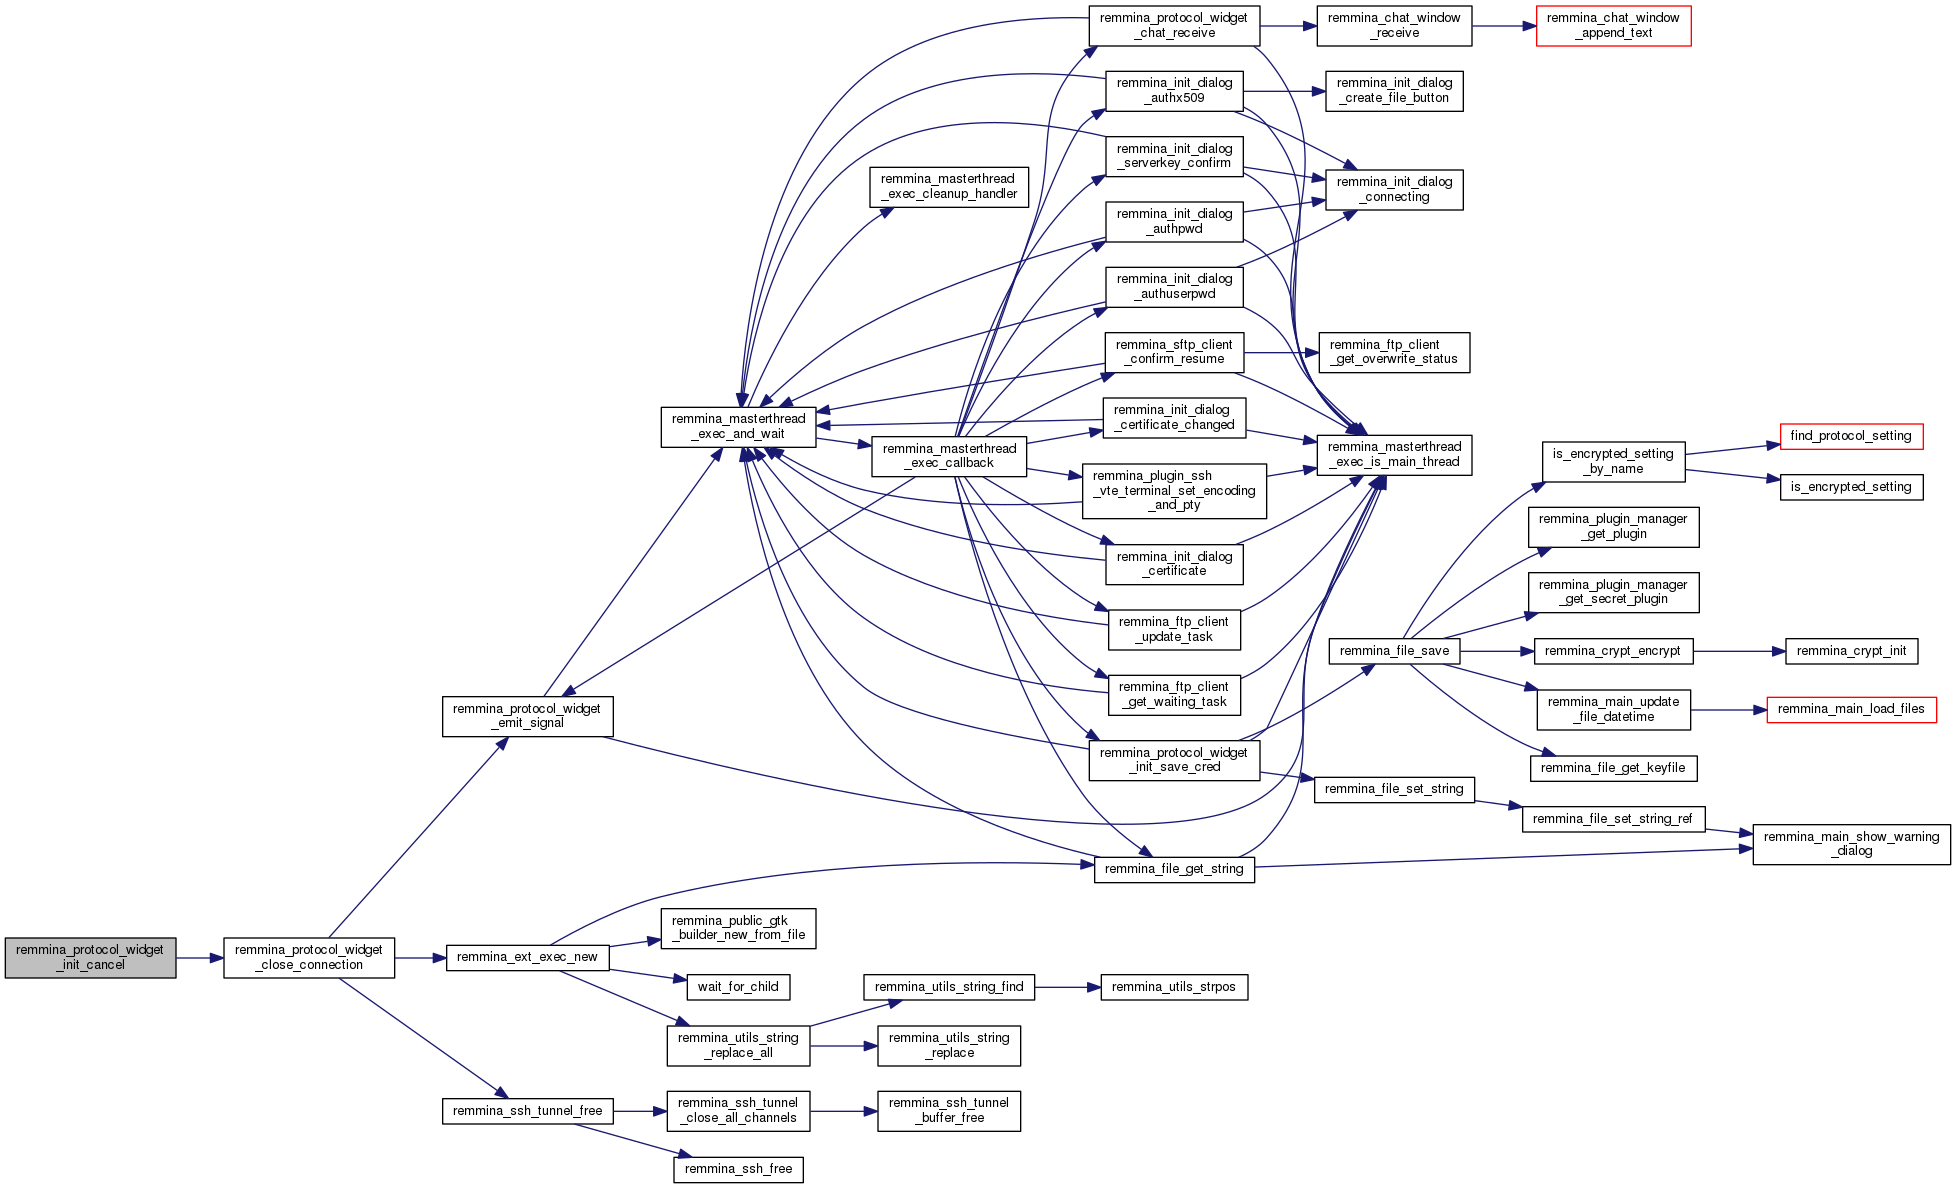 remmina_protocol_widget
_chat_receive
remmina_chat_window
_receive
remmina_chat_window
_append_text
remmina_init_dialog
_authx509
remmina_init_dialog
_create_file_button
remmina_init_dialog
_serverkey_confirm
remmina_masterthread
_exec_cleanup_handler
remmina_init_dialog
_connecting
remmina_init_dialog
_authpwd
remmina_init_dialog
_authuserpwd
remmina_sftp_client
_confirm_resume
remmina_ftp_client
_get_overwrite_status
remmina_masterthread
_exec_and_wait
remmina_init_dialog
_certificate_changed
remmina_masterthread
_exec_callback
remmina_masterthread
_exec_is_main_thread
find_protocol_setting
is_encrypted_setting
_by_name
is_encrypted_setting
remmina_plugin_ssh
_vte_terminal_set_encoding
_and_pty
remmina_plugin_manager
_get_plugin
remmina_init_dialog
_certificate
remmina_plugin_manager
_get_secret_plugin
remmina_ftp_client
_update_task
remmina_file_save
remmina_crypt_encrypt
remmina_crypt_init
remmina_ftp_client
_get_waiting_task
remmina_main_update
_file_datetime
remmina_main_load_files
remmina_protocol_widget
_emit_signal
remmina_protocol_widget
_init_save_cred
remmina_file_get_keyfile
remmina_file_set_string
remmina_file_set_string_ref
remmina_main_show_warning
_dialog
remmina_file_get_string
remmina_public_gtk
_builder_new_from_file
remmina_protocol_widget
_init_cancel
remmina_protocol_widget
_close_connection
remmina_ext_exec_new
wait_for_child
remmina_utils_string_find
remmina_utils_strpos
remmina_utils_string
_replace_all
remmina_utils_string
_replace
remmina_ssh_tunnel_free
remmina_ssh_tunnel
_close_all_channels
remmina_ssh_tunnel
_buffer_free
remmina_ssh_free